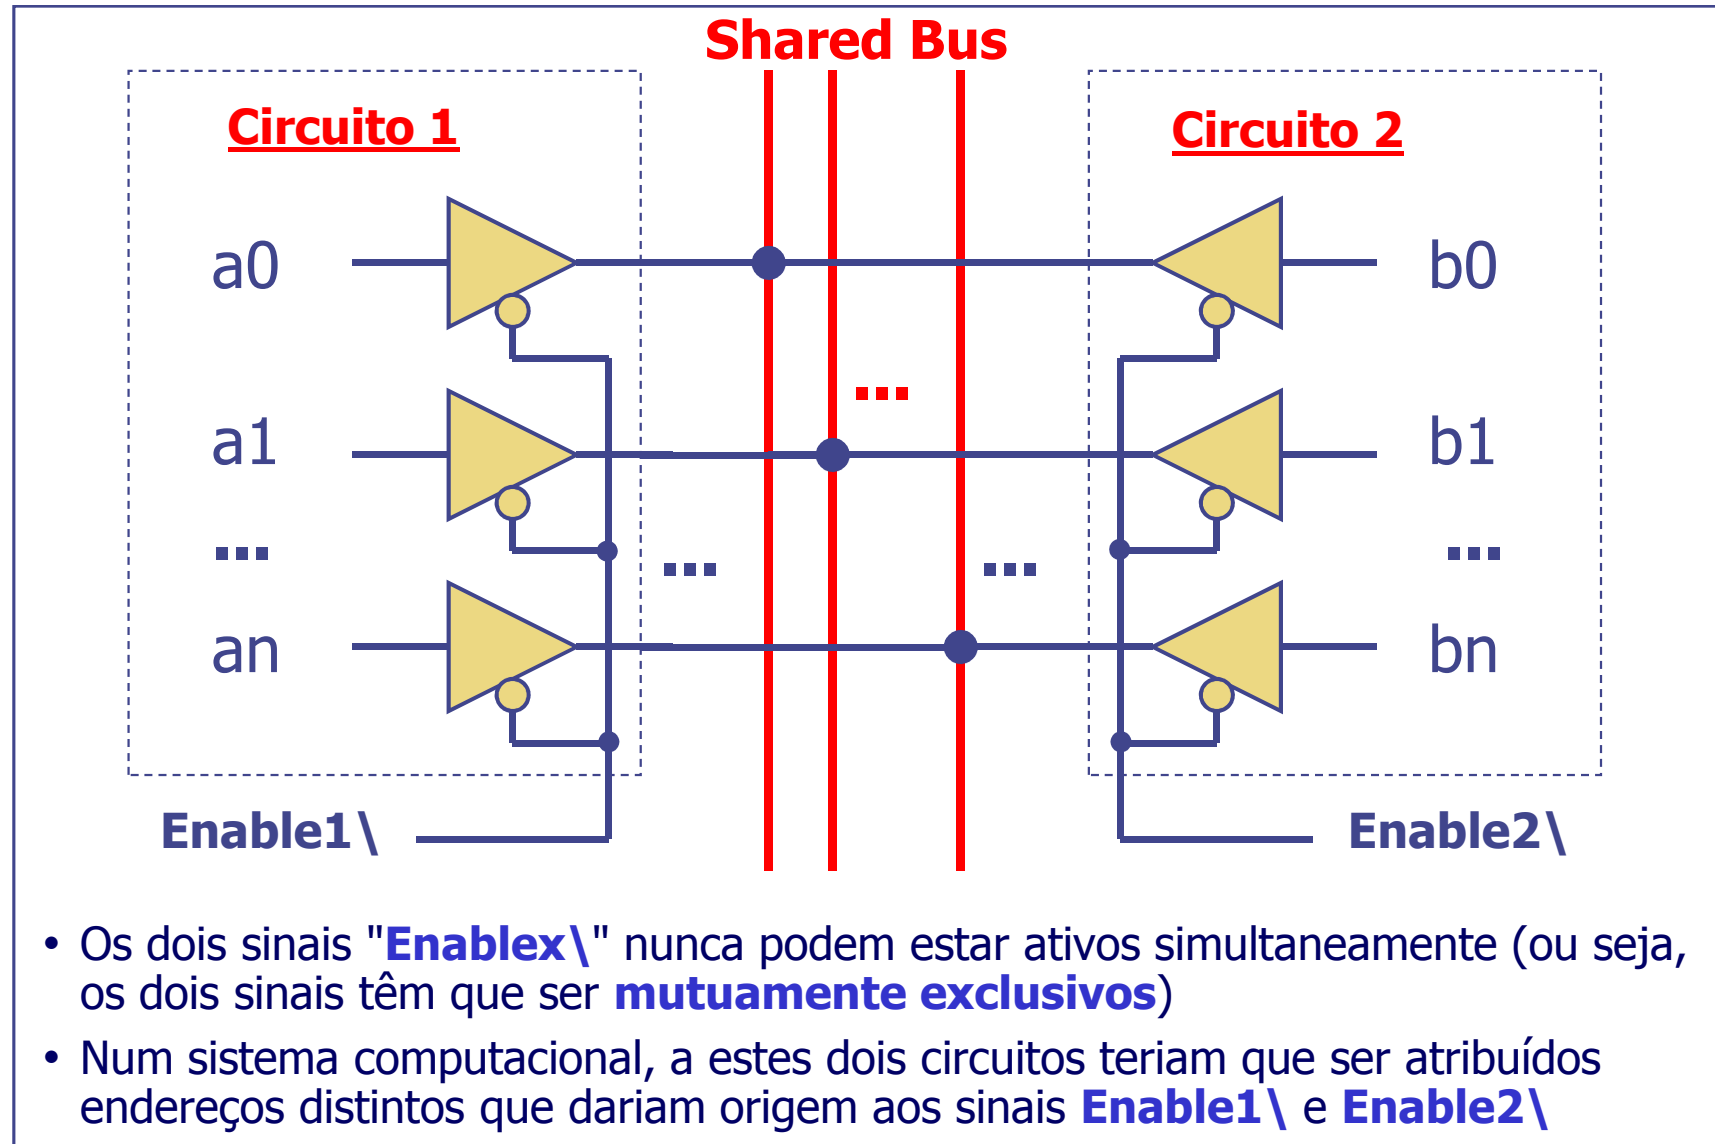 Shared Bus
Circuito 1
Circuito 2
a0
b0
...
a1
b1
...
...
...
...
an
bn
Enable1\
Enable2\
• Os dois sinais "Enablex\" nunca podem estar ativos simultaneamente (ou seja,
os dois sinais têm que ser mutuamente exclusivos)
• Num sistema computacional, a estes dois circuitos teriam que ser atribuídos
endereços distintos que dariam origem aos sinais Enable1\ e Enable2\